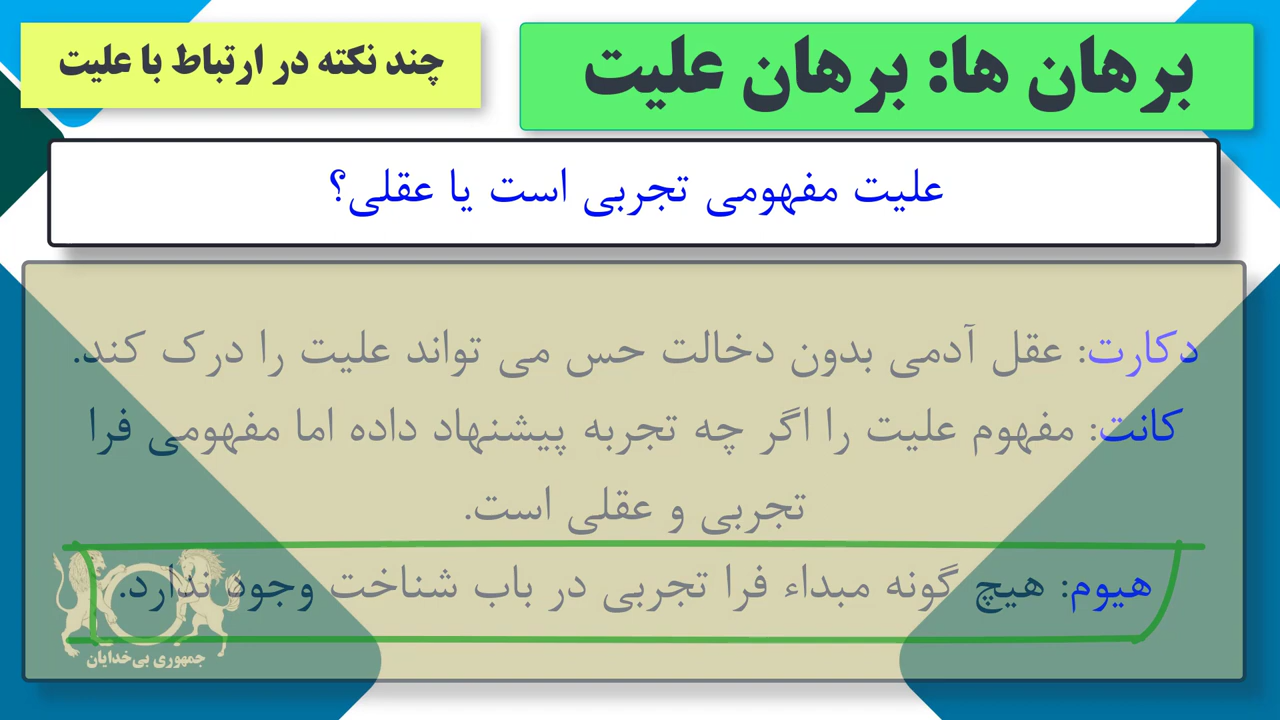 برهان ها: برهان علیت
چند نکته در ارتباط با علیت
علیت مفهومی تجربی است یا عقلی؟
دکارت: عقل آدمی بدون دخالت حس می تواند علیت را درک کند.
کانت: مفهوم علیت را اگر چه تجربه پیشنهاد داده اما مفهومی فرا
تجربی و عقلی است.
هیوم: هیچ گونه مبداء فرا تجربی در باب شناخت وجود ندارد.
جمهوری بی‌خدایان